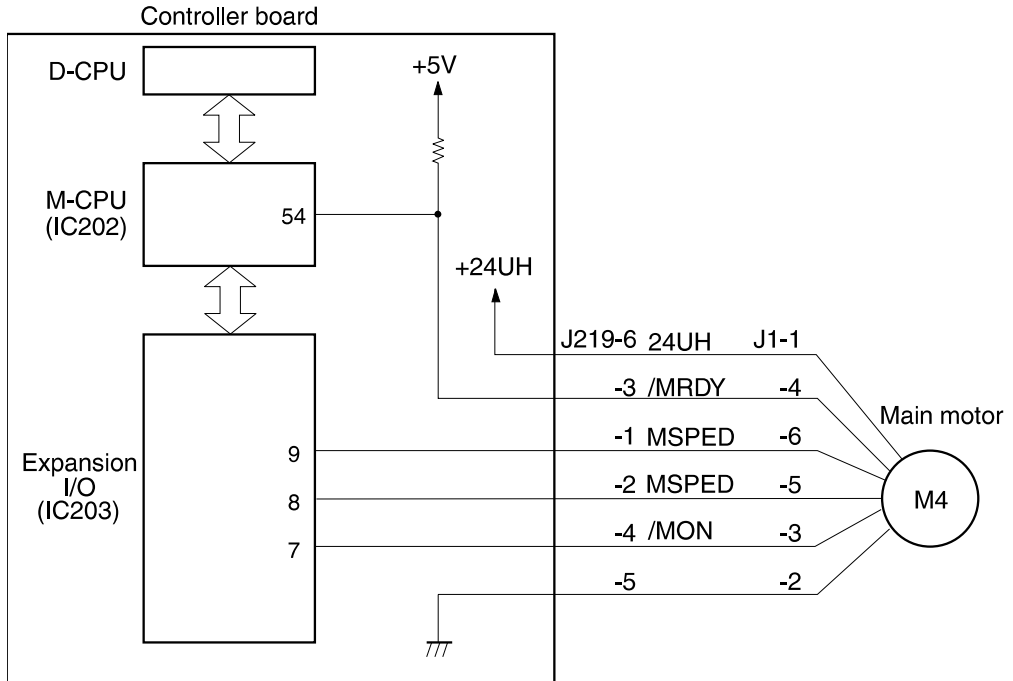 Controller board
D-CPU
+5V
M-CPU
(IC202)
54
+24UH
J219-6 24UH J1-1
-3 /MRDY -4
Main motor
9
-1 MSPED -6
Expansion
I/O
(IC203)
8
-2 MSPED -5
M4
7
-4 /MON -3
-5 -2